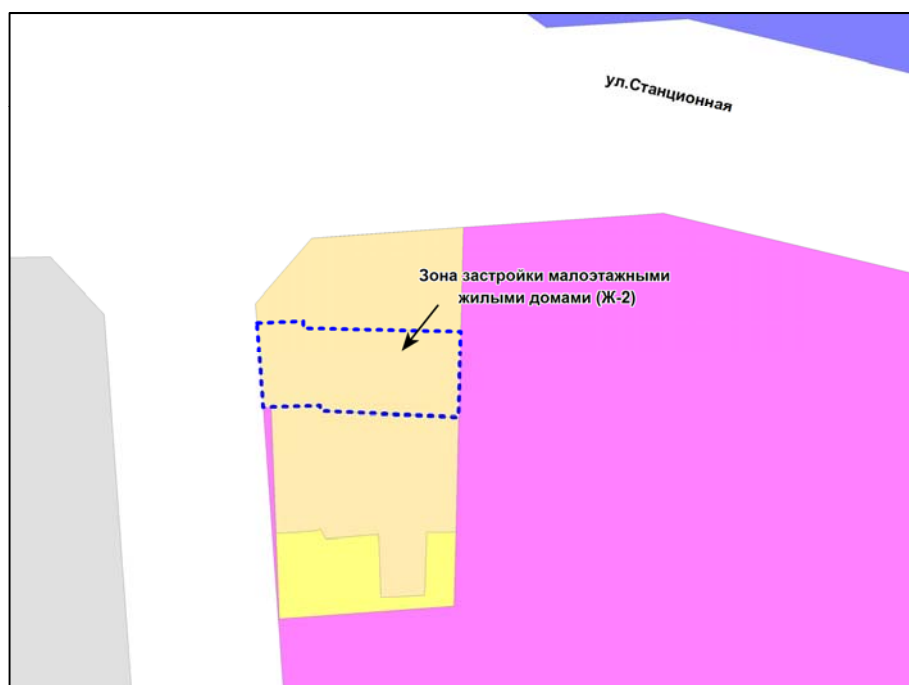 ул.Станционная
Зона застройки малоэтажными
жилыми домами (Ж-2)